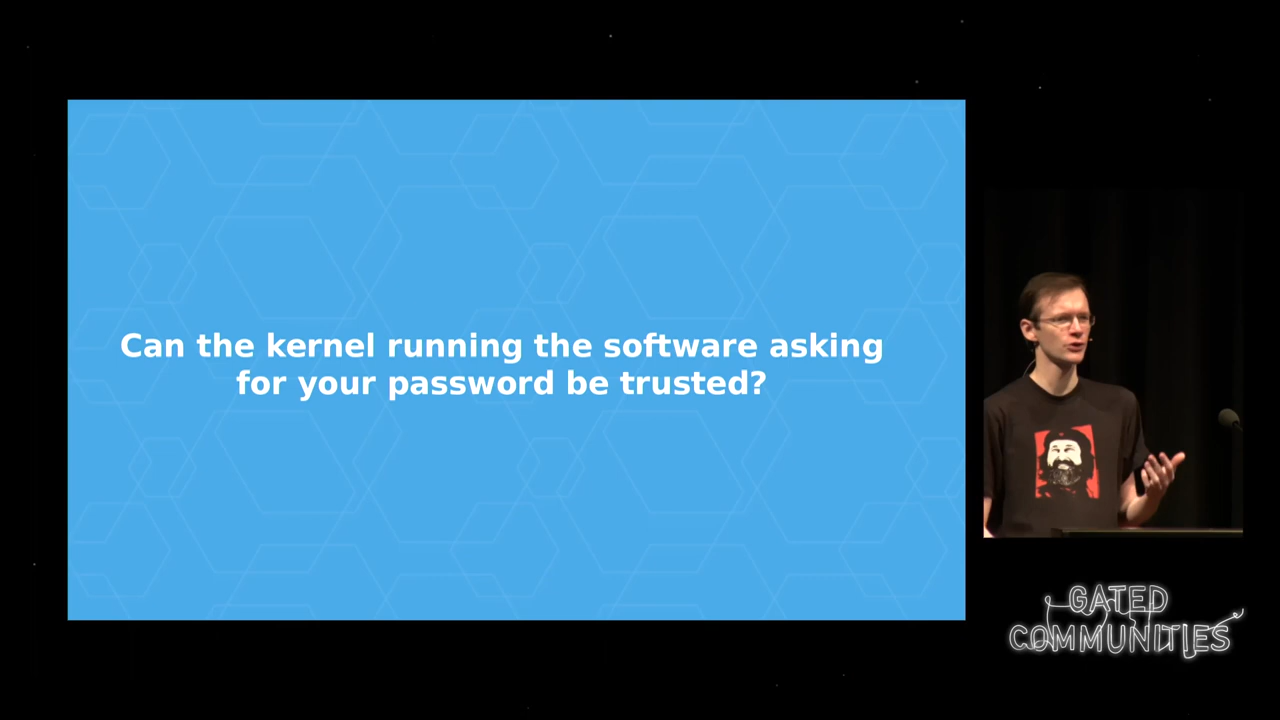 Can the kernel running the software asking
for your password be trusted?
GATED
COMMUNITIES